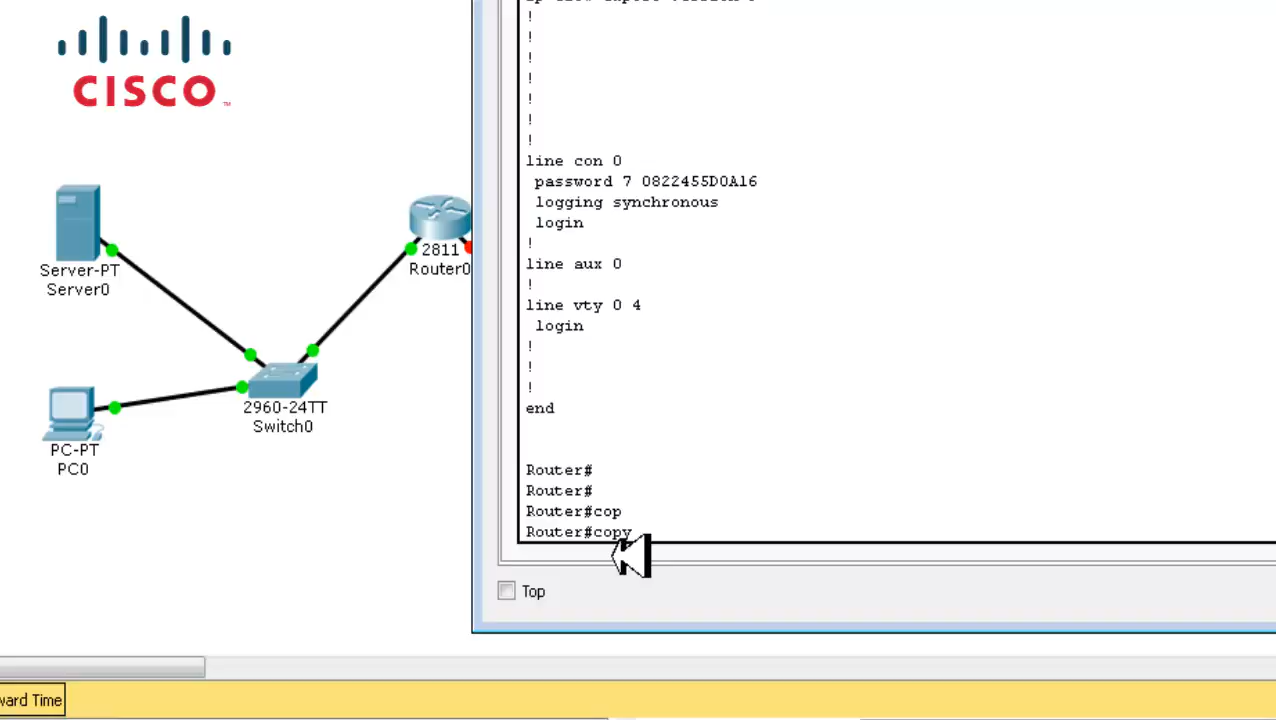 CISCO
!
!
!
!
!
!
!
line con 0
password 7 0822455D0A16
logging synchronous
login
!
line aux 0
!
line vty 0 4
login
!
!
!
end
Router#
Router#
Router#cop
Router#copy
Top
Server-PT
Server0
2811
Router0
2960-24TT
Switch0
PC-PT
PC0
ward Time